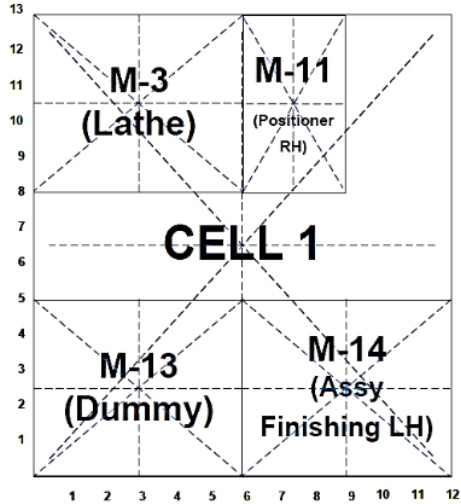 13
12
11
10
9
8
7
6
5
4
3
2
1
M-3
(Lathe)
M-11
(Positioner
RH)
CELL 1
M-13
(Dummy)
M-14
(Assy
Finishing LH)
1 2 3 4 5 6 7 8 9 10 11 12